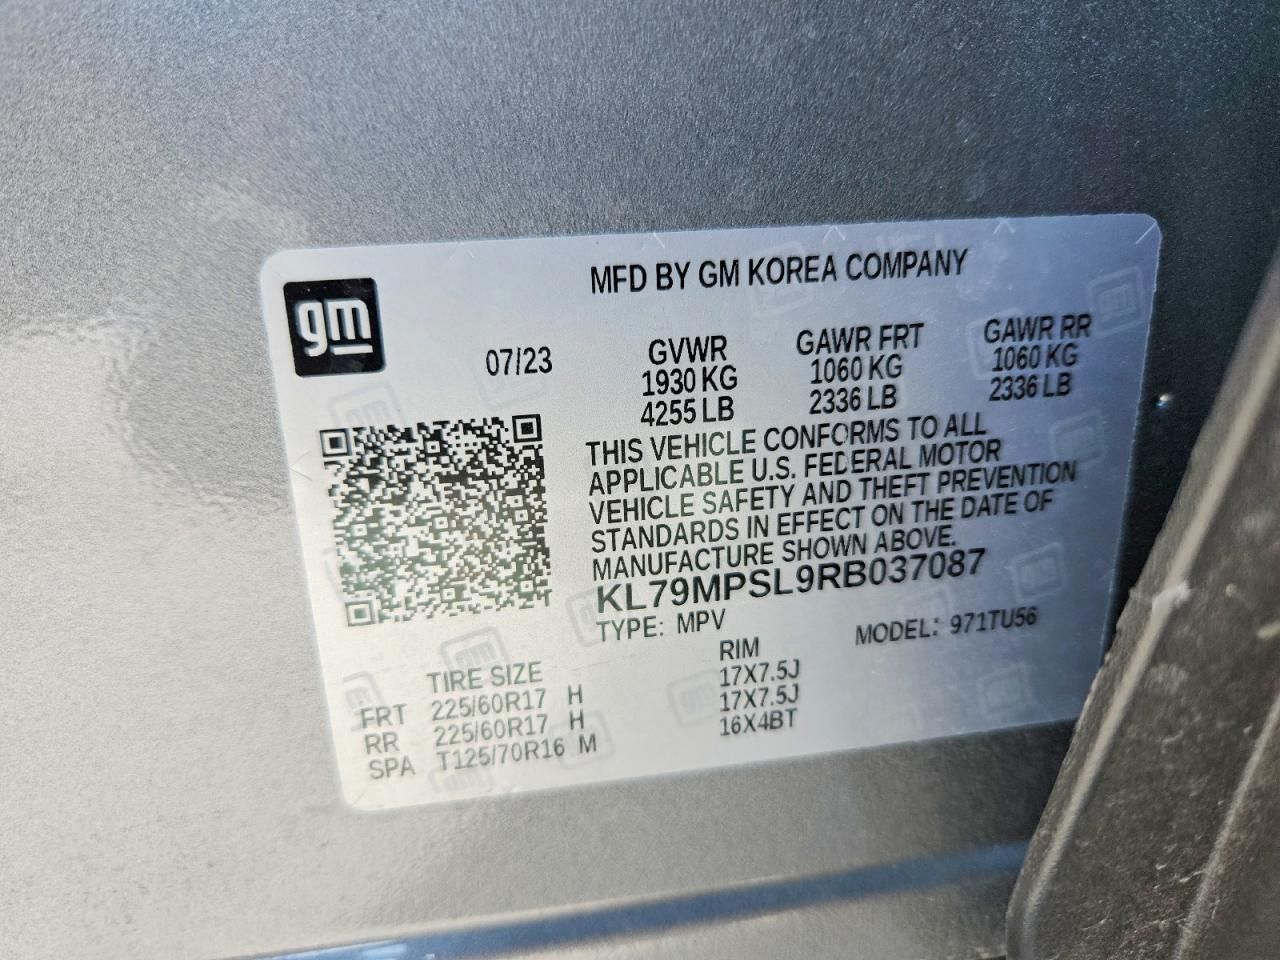 gm
MFD BY GM KOREA COMPANY
07/23
GVWR GAWR FRT GAWR RR
1930 KG 1060 KG 1060 KG
4255 LB 2336 LB 2336 LB
THIS VEHICLE CONFORMS TO ALL
APPLICABLE U.S. FEDERAL MOTOR
VEHICLE SAFETY AND THEFT PREVENTION
STANDARDS IN EFFECT ON THE DATE OF
MANUFACTURE SHOWN ABOVE.
KL79MPSL9RB037087
TYPE: MPV MODEL: 971TU56
TIRE SIZE RIM
FRT 225/60R17 H 17X7.5J
RR 225/60R17 H 17X7.5J
SPA T125/70R16 M 16X4BT